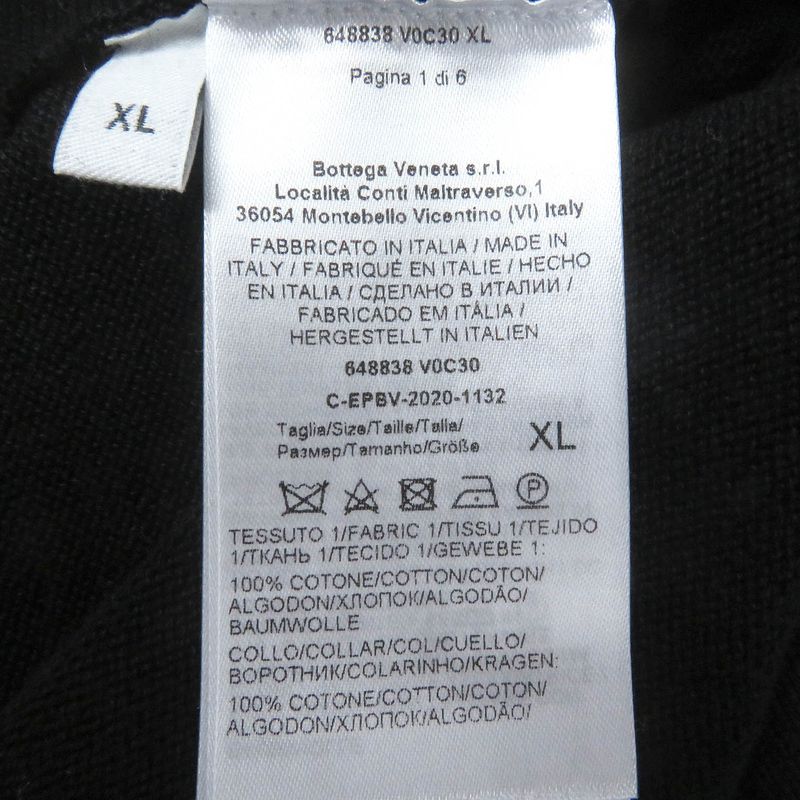 XL
648838 V0C30 XL
Pagina 1 di 6
Bottega Veneta s.r.l.
Località Conti Maltraverso,1
36054 Montebello Vicentino (VI) Italy
FABBRICATO IN ITALIA / MADE IN
ITALY / FABRIQUÉ EN ITALIE / HECHO
EN ITALIA / СДЕЛАНО В ИТАЛИИ /
FABRICADO EM ITÁLIA /
HERGESTELLT IN ITALIEN
648838 V0C30
C-EPBV-2020-1132
Taglia/Size/Taille/Talla/
Размер/Tamanho/Größe
XL
P
TESSUTO 1/FABRIC 1/TISSU 1/TEJIDO
1/ТКАНЬ 1/TECIDO 1/GEWEBE 1:
100% COTONE/COTTON/COTON/
ALGODON/ХЛОПОК/ALGODÃO/
BAUMWOLLE
COLLO/COLLAR/COL/CUELLO/
ВОРОТНИК/COLARINHO/KRAGEN:
100% COTONE/COTTON/COTON/
ALGODON/ХЛОПОК/ALGODÃO/